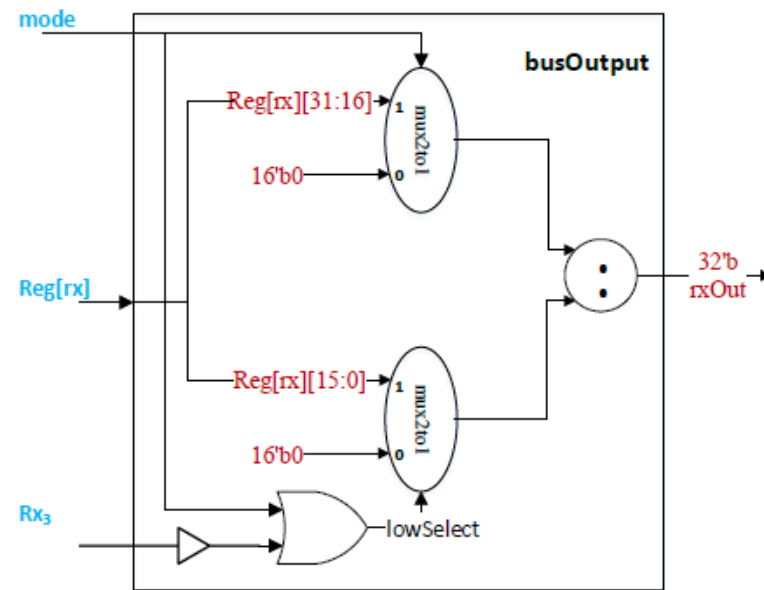 mode
busOutput
Reg[rx][31:16]
1
mux2to1
16'b0
0
Reg[rx]
:
32'b
rxOut
Reg[rx][15:0]
1
mux2to1
16'b0
0
Rx₃
lowSelect